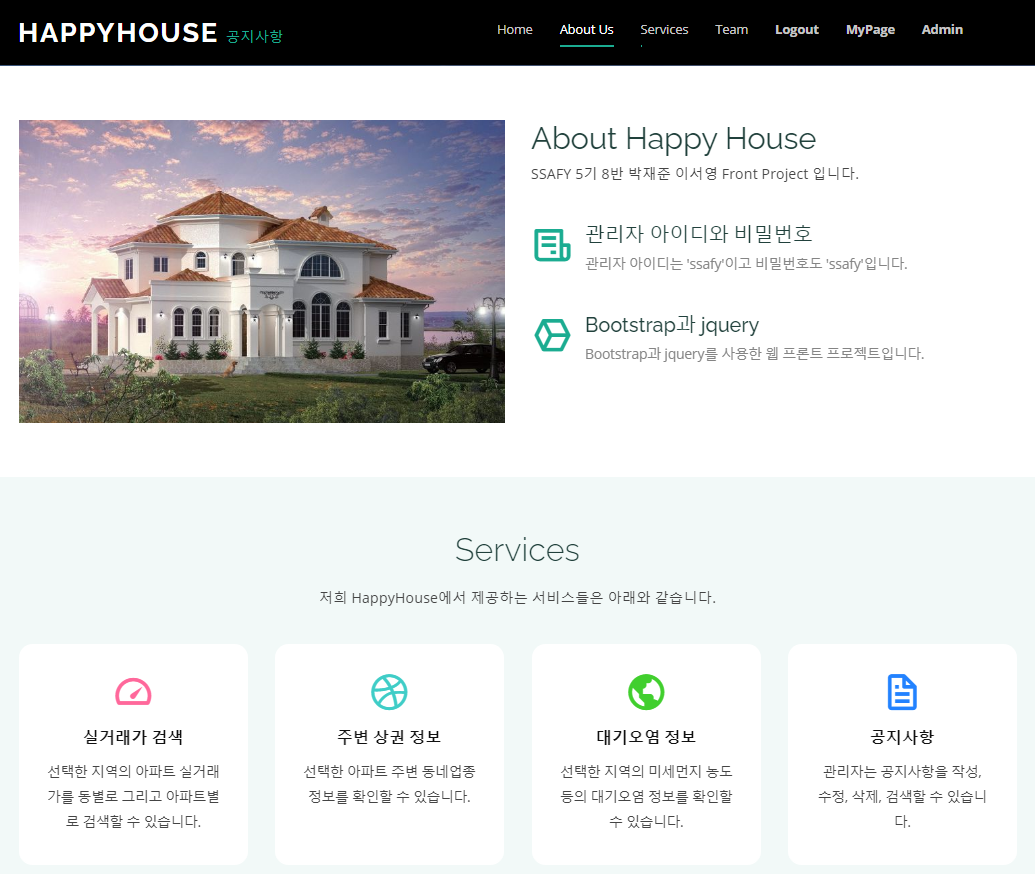 HAPPYHOUSE 공지사항
Home About Us Services Team Logout MyPage Admin
About Happy House
SSAFY 5기 8반 박재준 이서영 Front Project 입니다.
관리자 아이디와 비밀번호
관리자 아이디는 'ssafy'이고 비밀번호도 'ssafy'입니다.
Bootstrap과 jquery
Bootstrap과 jquery를 사용한 웹 프론트 프로젝트입니다.
Services
저희 HappyHouse에서 제공하는 서비스들은 아래와 같습니다.
실거래가 검색
선택한 지역의 아파트 실거래
가를 동별로 그리고 아파트별
로 검색할 수 있습니다.
주변 상권 정보
선택한 아파트 주변 동네업종
정보를 확인할 수 있습니다.
대기오염 정보
선택한 지역의 미세먼지 농도
등의 대기오염 정보를 확인할
수 있습니다.
공지사항
관리자는 공지사항을 작성,
수정, 삭제, 검색할 수 있습니
다.